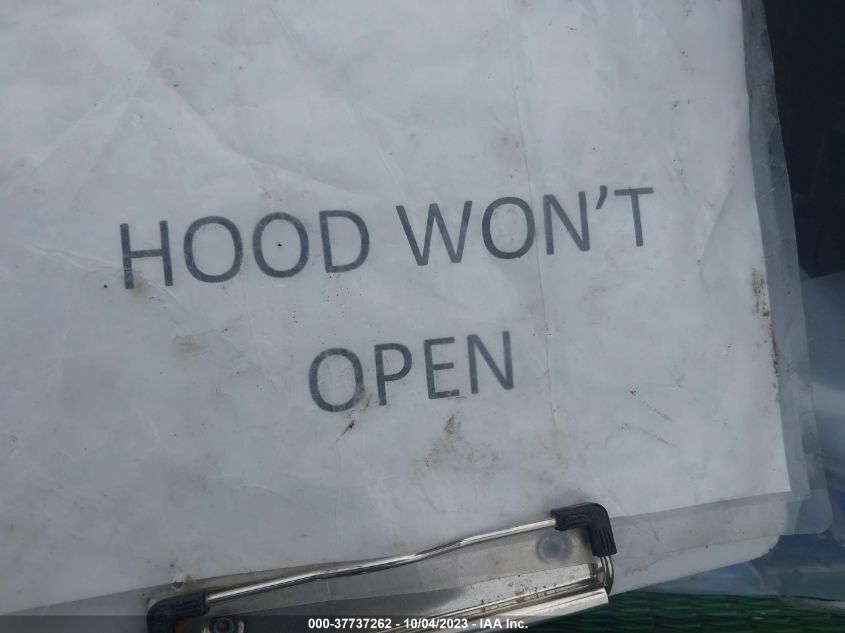 HOOD WON'T
OPEN
000-37737262 - 10/04/2023 - IAA Inc.